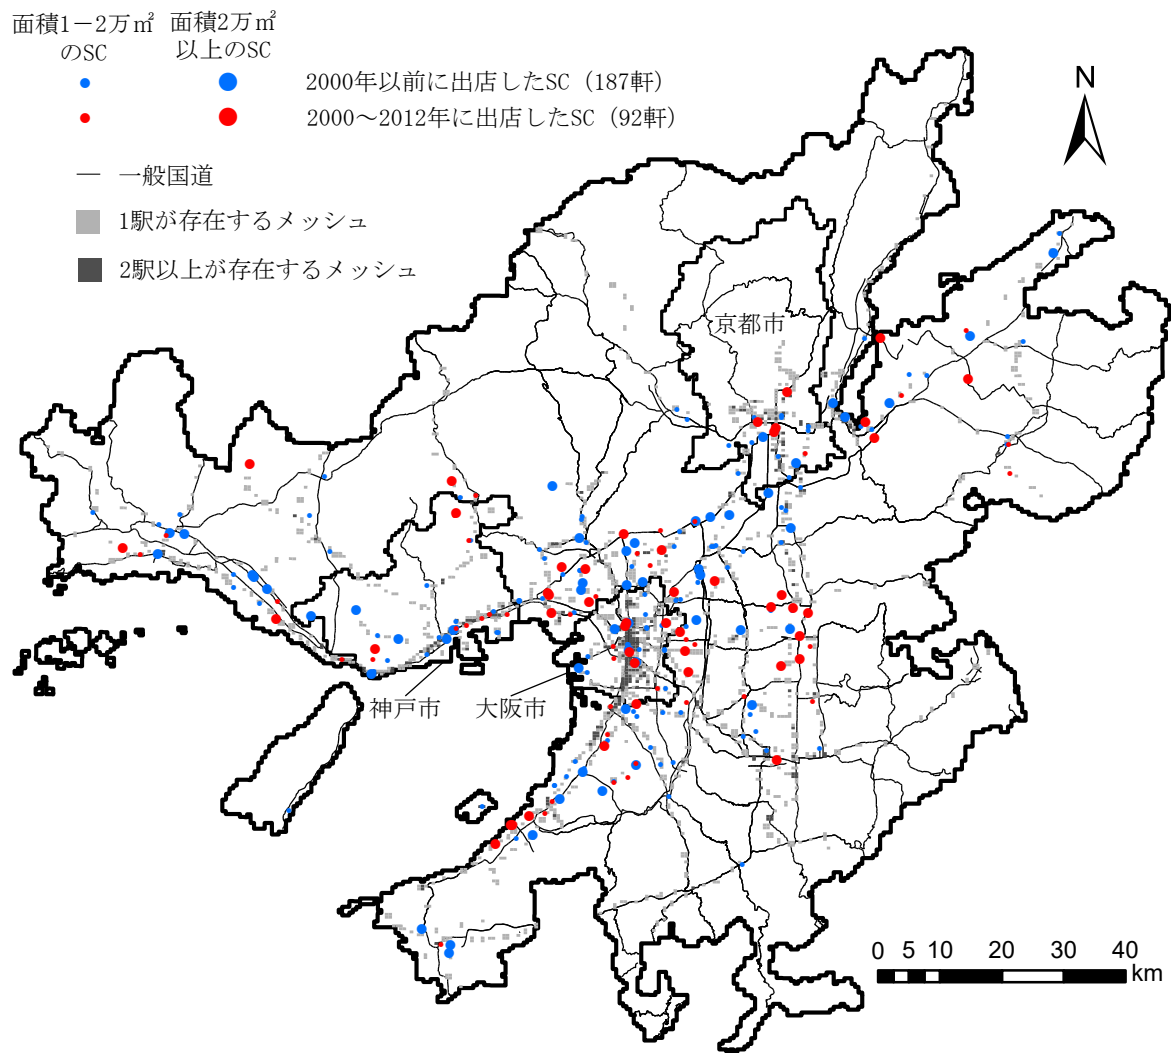 面積1－2万㎡
のSC
面積2万㎡
以上のSC
2000年以前に出店したSC（187軒）
2000～2012年に出店したSC（92軒）
一般国道
1駅が存在するメッシュ
2駅以上が存在するメッシュ
N
京都市
神戸市
大阪市
0 5 10 20 30 40
km